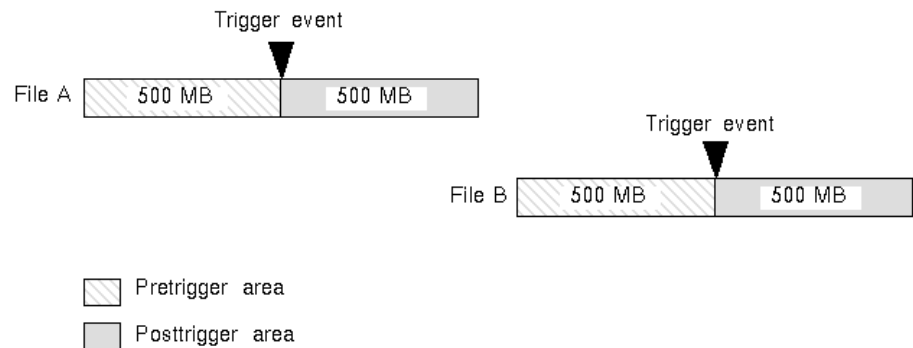 Trigger event
File A 500 MB 500 MB
Trigger event
File B 500 MB 500 MB
Pretrigger area
Posttrigger area